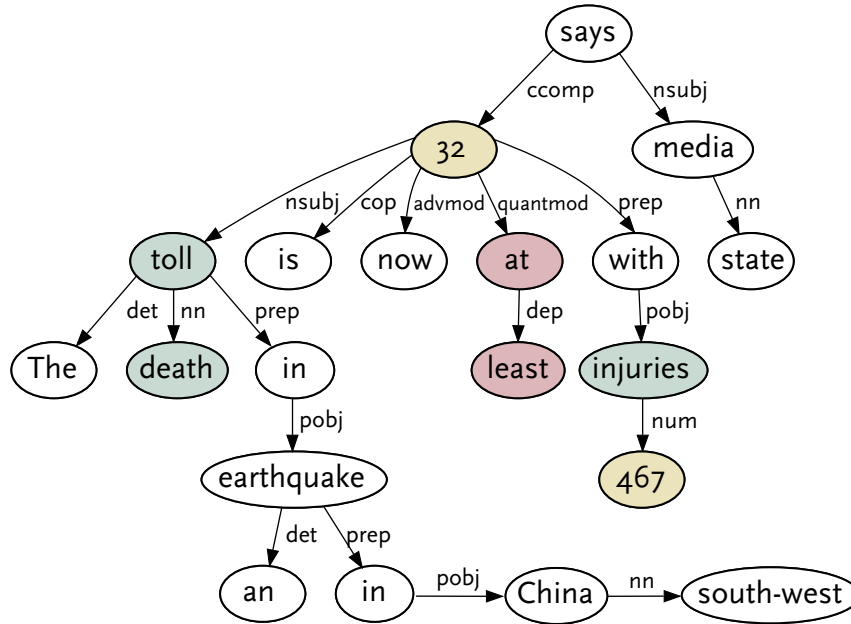 says
ccomp nsubj
32 media
nsubj cop advmod quantmod prep nn
toll is now at with state
det nn prep dep pobj
The death in least injuries
pobj num
earthquake 467
det prep
an in pobj China nn south-west